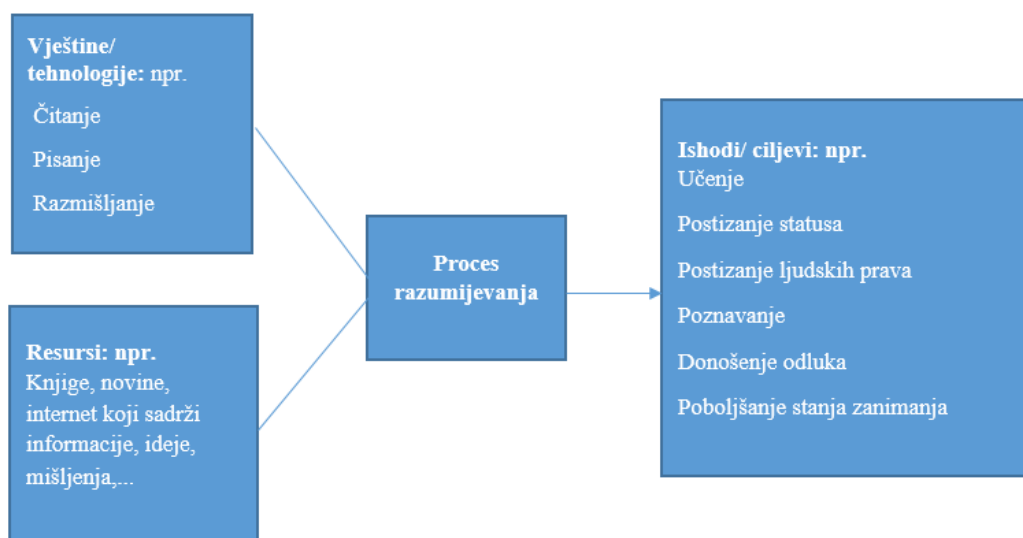 Vještine/
tehnologije: npr.
Čitanje
Pisanje
Razmišljanje
Resursi: npr.
Knjige, novine,
internet koji sadrži
informacije, ideje,
mišljenja,...
Proces
razumijevanja
Ishodi/ ciljevi: npr.
Učenje
Postizanje statusa
Postizanje ljudskih prava
Poznavanje
Donošenje odluka
Poboljšanje stanja zanimanja